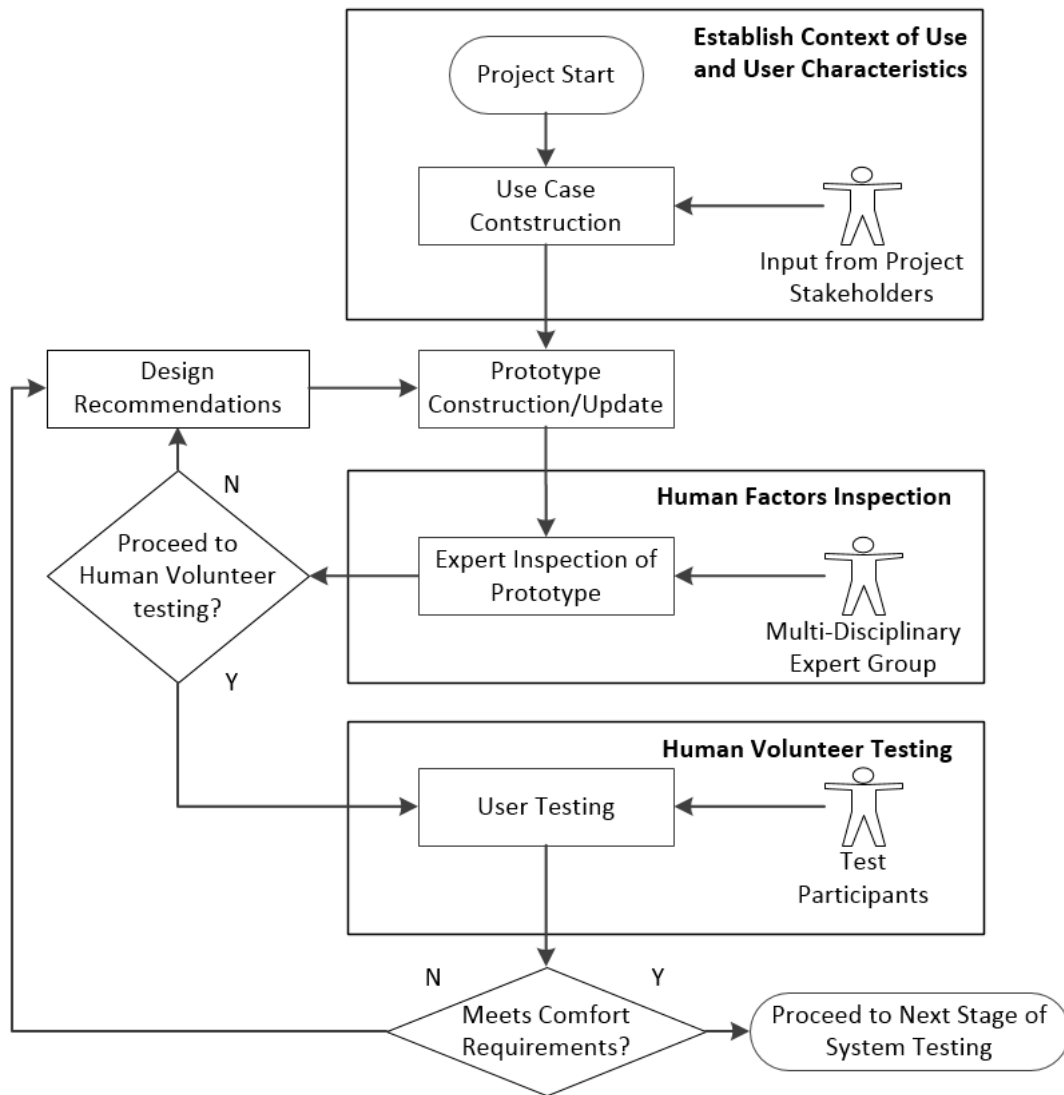 Establish Context of Use
and User Characteristics
Project Start
Use Case
Contstruction
Input from Project
Stakeholders
Design
Recommendations
Prototype
Construction/Update
N
Human Factors Inspection
Proceed to
Human Volunteer
testing?
Expert Inspection of
Prototype
Multi-Disciplinary
Expert Group
Y
Human Volunteer Testing
User Testing
Test
Participants
N
Y
Meets Comfort
Requirements?
Proceed to Next Stage of
System Testing